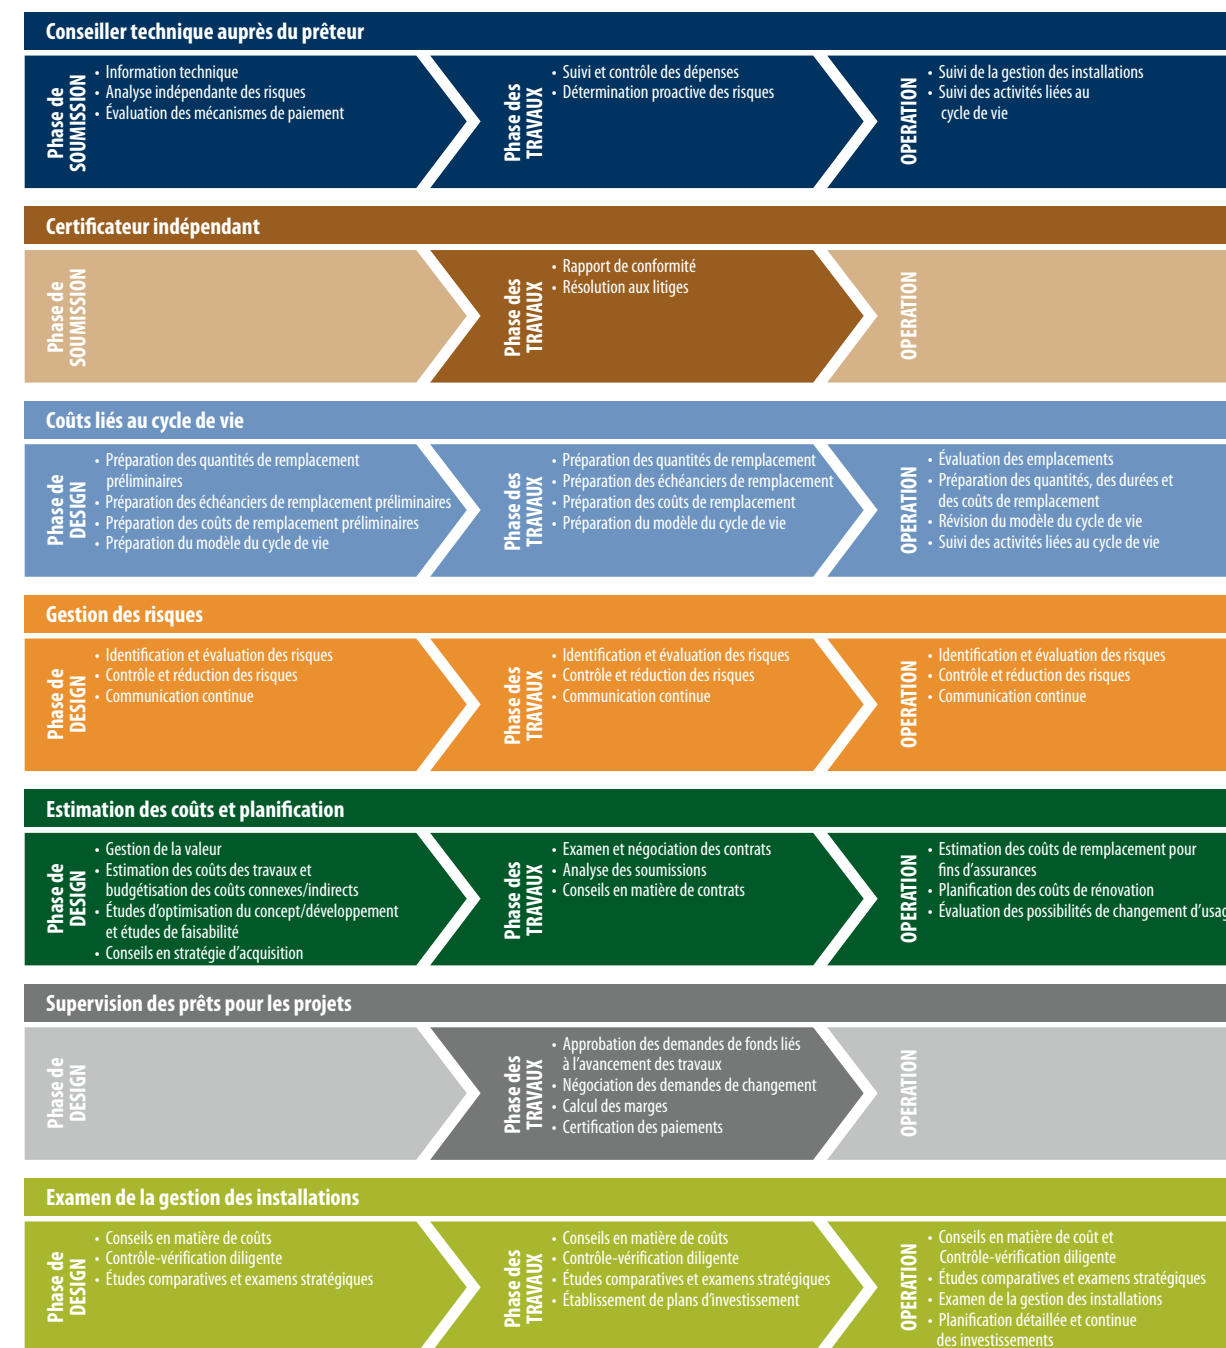 Conseiller technique auprès du prêteur
Phase de
SOUMISSION
• Information technique
• Analyse indépendante des risques
• Évaluation des mécanismes de paiement
Phase des
TRAVAUX
• Suivi et contrôle des dépenses
• Détermination proactive des risques
OPERATION
• Suivi de la gestion des installations
• Suivi des activités liées au
cycle de vie
Certificateur indépendant
Phase de
SOUMISSION
Phase des
TRAVAUX
• Rapport de conformité
• Résolution aux litiges
OPERATION
Coûts liés au cycle de vie
Phase de
DESIGN
• Préparation des quantités de remplacement
préliminaires
• Préparation des échéanciers de remplacement préliminaires
• Préparation des coûts de remplacement préliminaires
• Préparation du modèle du cycle de vie
Phase des
TRAVAUX
• Préparation des quantités de remplacement
• Préparation des échéanciers de remplacement
• Préparation des coûts de remplacement
• Préparation du modèle du cycle de vie
OPERATION
• Évaluation des emplacements
• Préparation des quantités, des durées et
des coûts de remplacement
• Révision du modèle du cycle de vie
• Suivi des activités liées au cycle de vie
Gestion des risques
Phase de
DESIGN
• Identification et évaluation des risques
• Contrôle et réduction des risques
• Communication continue
Phase des
TRAVAUX
• Identification et évaluation des risques
• Contrôle et réduction des risques
• Communication continue
OPERATION
• Identification et évaluation des risques
• Contrôle et réduction des risques
• Communication continue
Estimation des coûts et planification
Phase de
DESIGN
• Gestion de la valeur
• Estimation des coûts des travaux et
budgétisation des coûts connexes/indirects
• Études d'optimisation du concept/développement
et études de faisabilité
• Conseils en stratégie d'acquisition
Phase des
TRAVAUX
• Examen et négociation des contrats
• Analyse des soumissions
• Conseils en matière de contrats
OPERATION
• Estimation des coûts de remplacement pour
fins d'assurances
• Planification des coûts de rénovation
• Évaluation des possibilités de changement d'usag
Supervision des prêts pour les projets
Phase de
DESIGN
Phase des
TRAVAUX
• Approbation des demandes de fonds liés
à l'avancement des travaux
• Négociation des demandes de changement
• Calcul des marges
• Certification des paiements
OPERATION
Examen de la gestion des installations
Phase de
DESIGN
• Conseils en matière de coûts
• Contrôle-vérification diligente
• Études comparatives et examens stratégiques
Phase des
TRAVAUX
• Conseils en matière de coûts
• Contrôle-vérification diligente
• Études comparatives et examens stratégiques
• Établissement de plans d'investissement
OPERATION
• Conseils en matière de coût et
Contrôle-vérification diligente
• Études comparatives et examens stratégiques
• Examen de la gestion des installations
• Planification détaillée et continue
des investissements